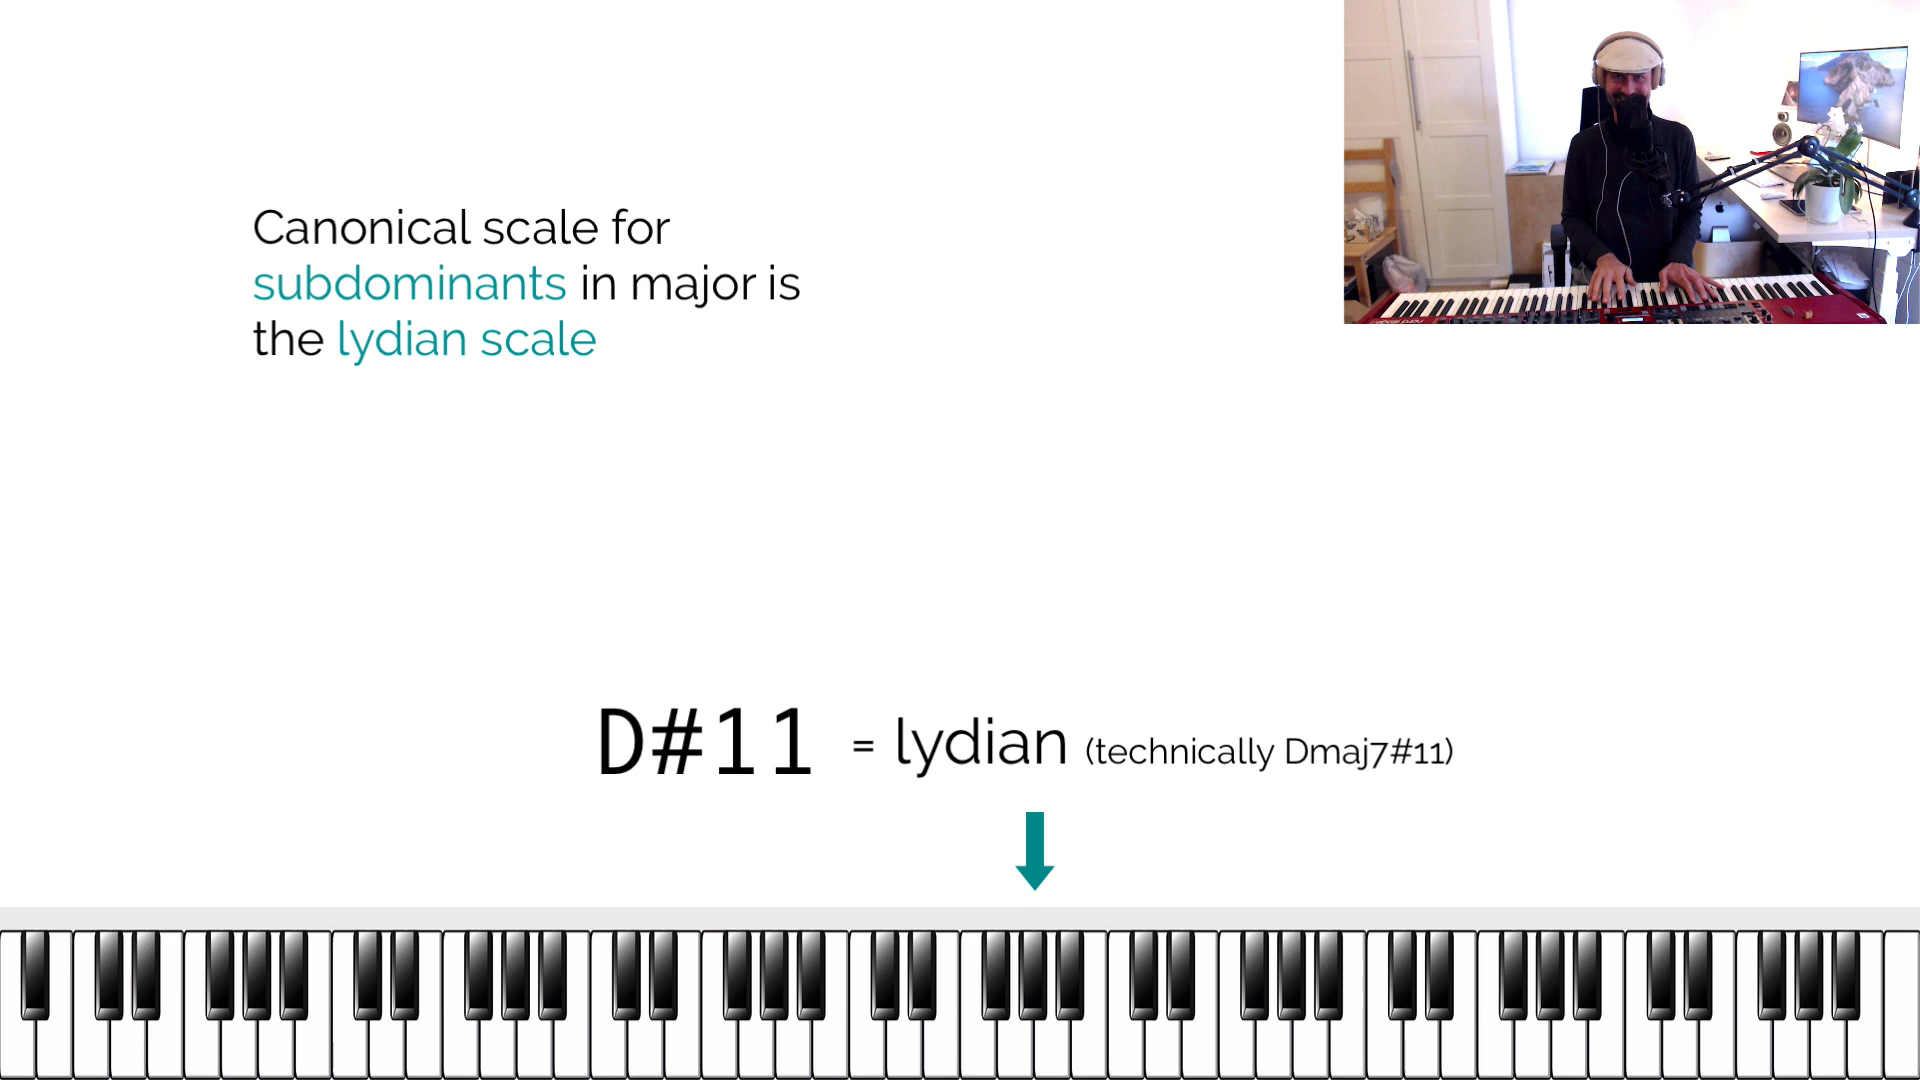 Canonical scale for
subdominants in major is
the lydian scale
D#11 = lydian (technically Dmaj7#11)